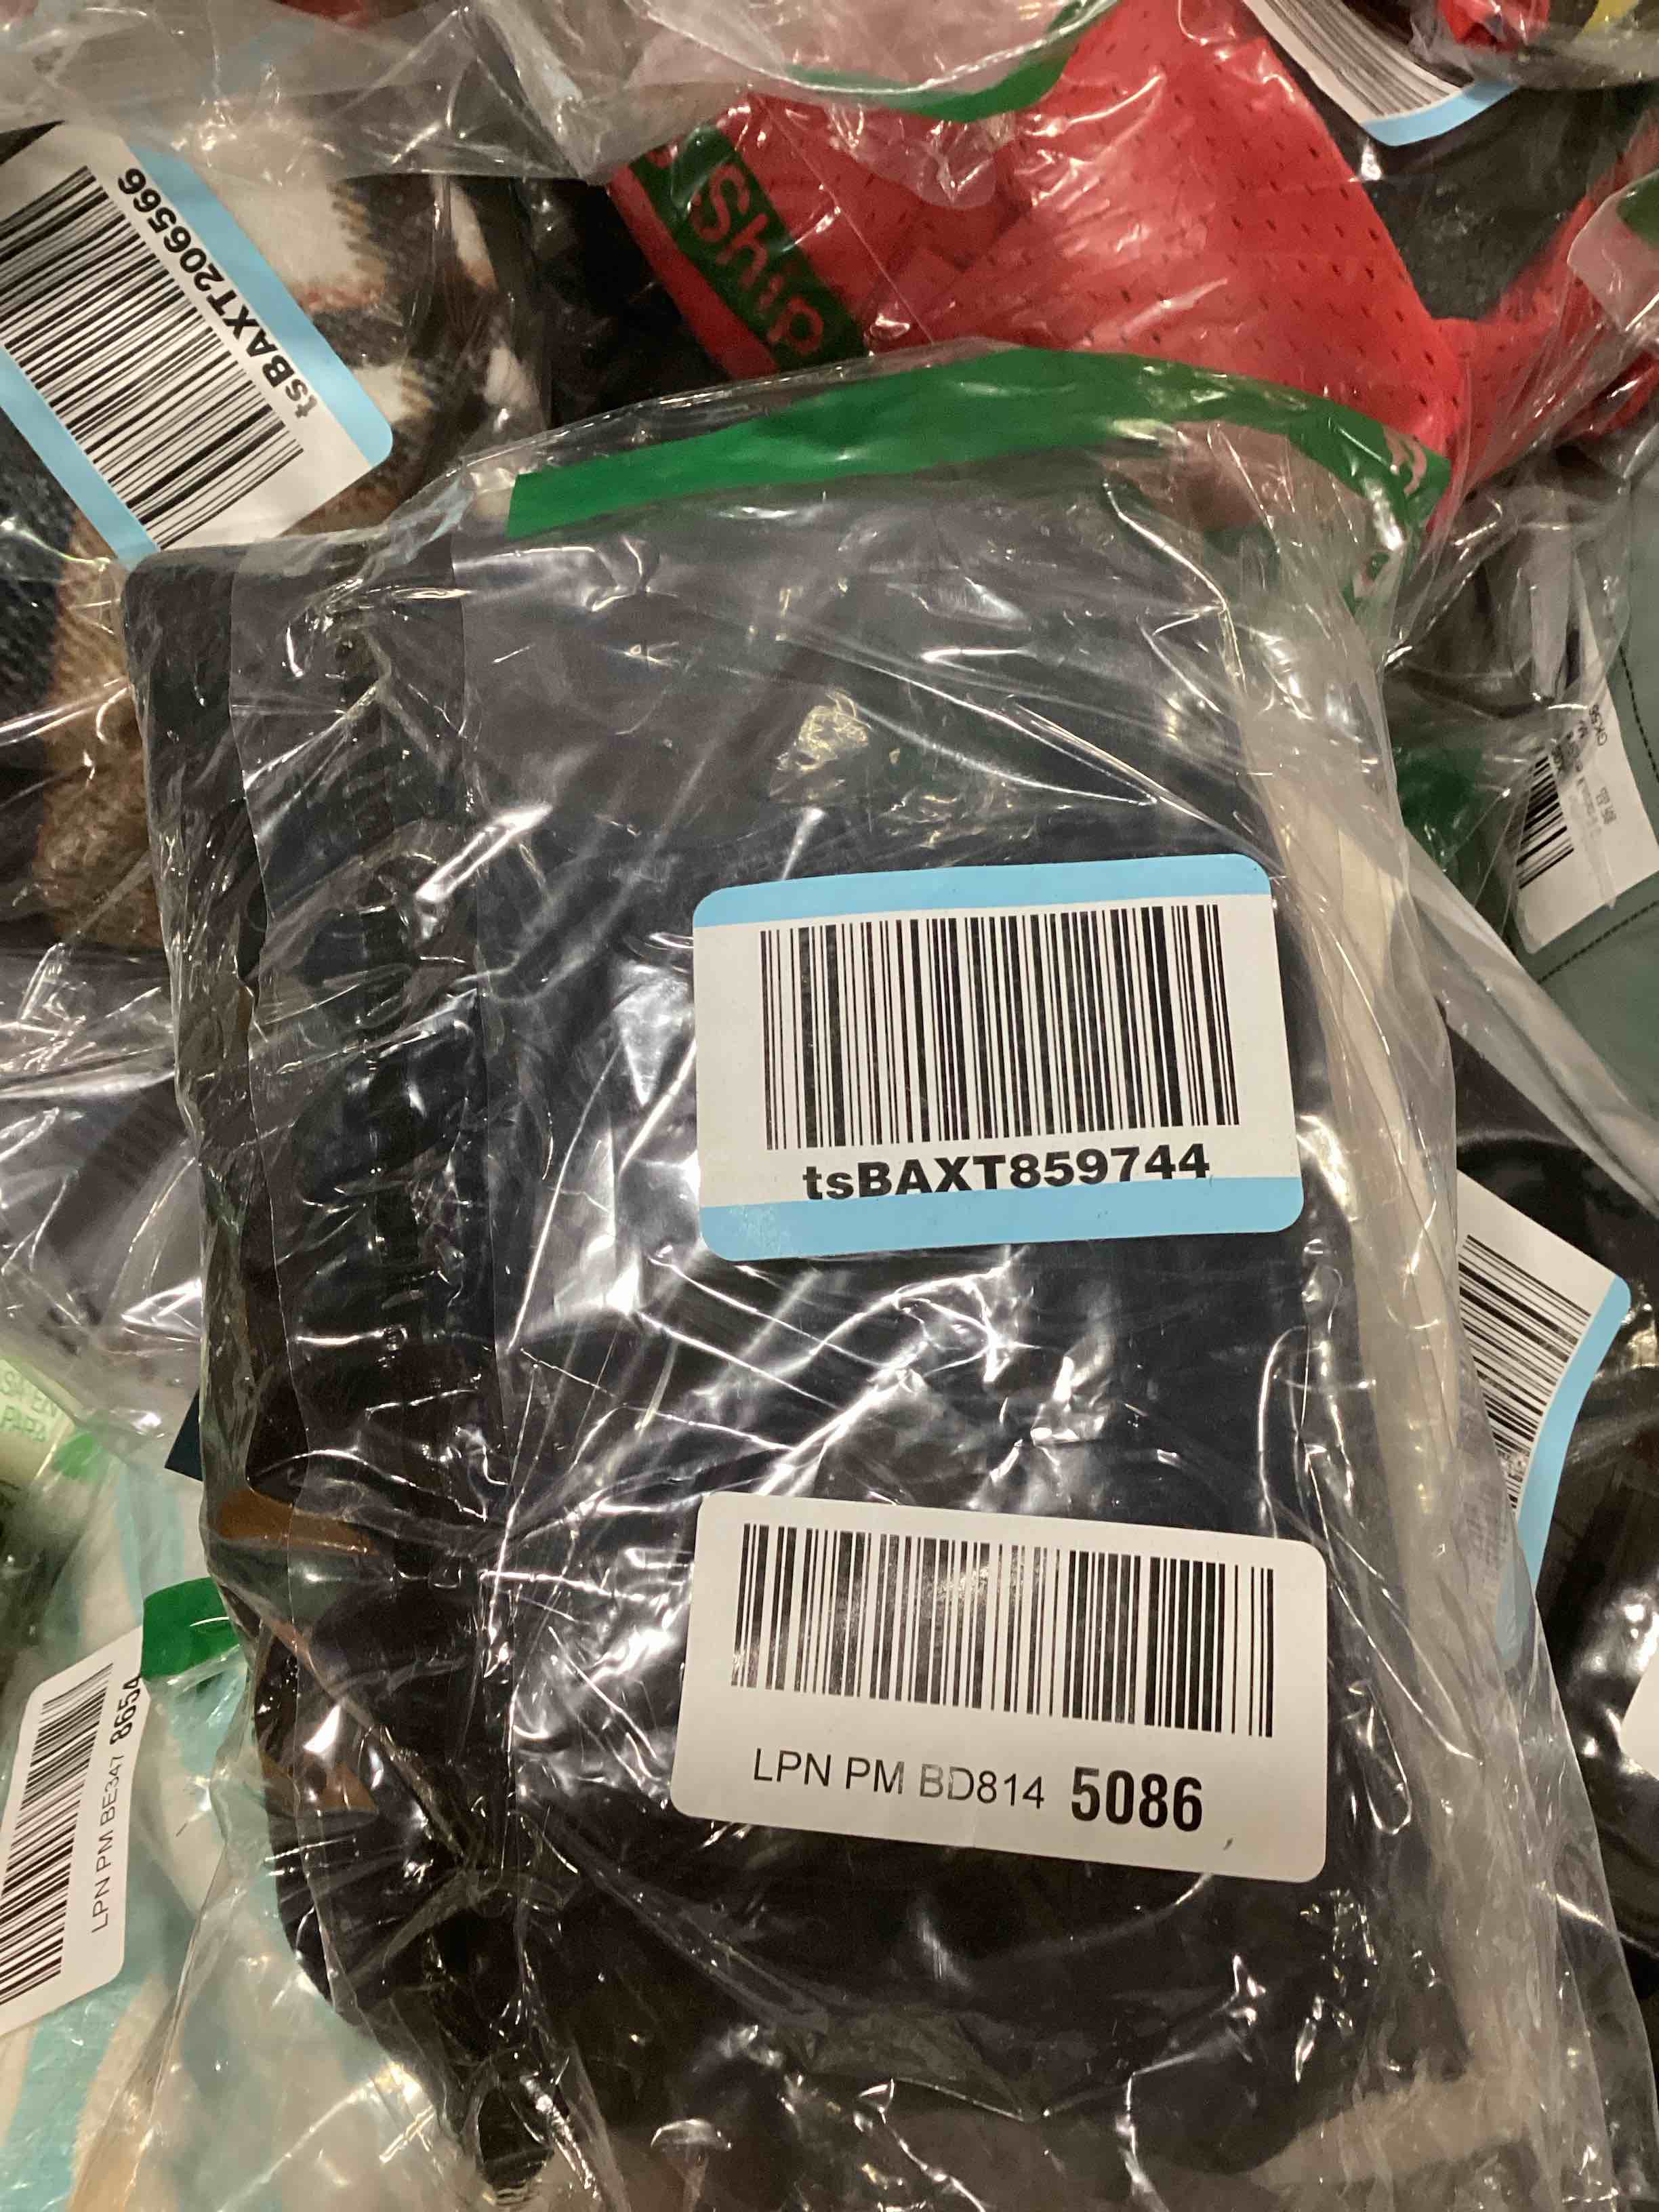 tsBAXT206566
Ship
tsBAXT859744
LPN PM BD814 5086
LPN PM BE347 8654